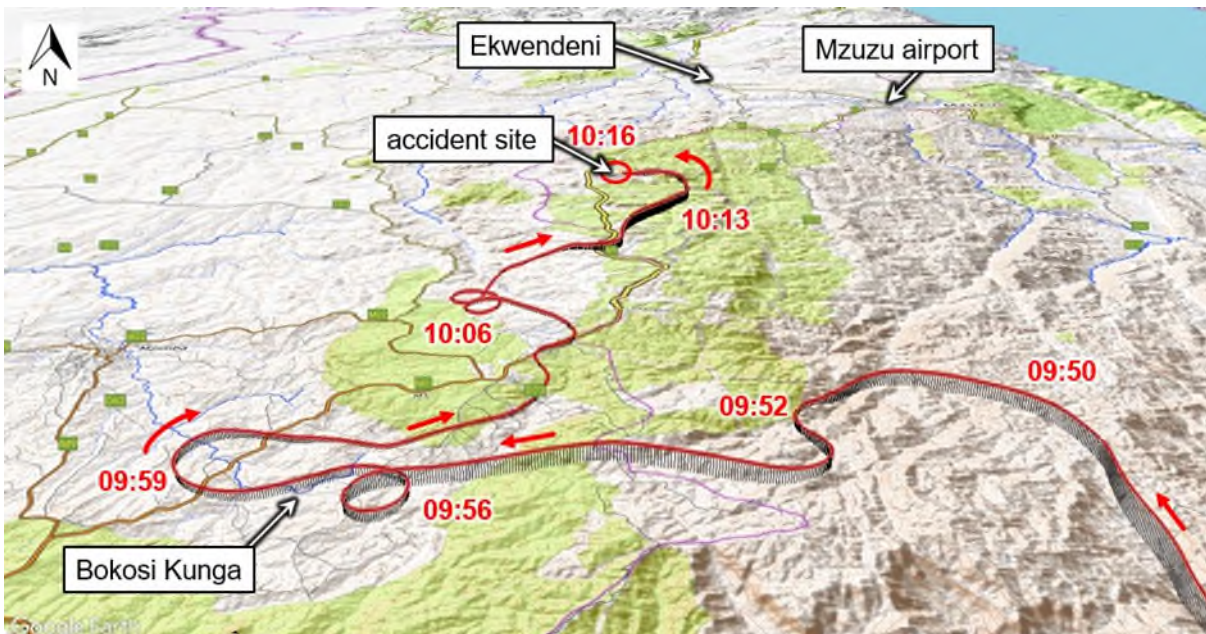 N
Ekwendeni
Mzuzu airport
accident site
10:16
10:13
10:06
09:50
09:52
09:59
09:56
Bokosi Kunga
Google Earth